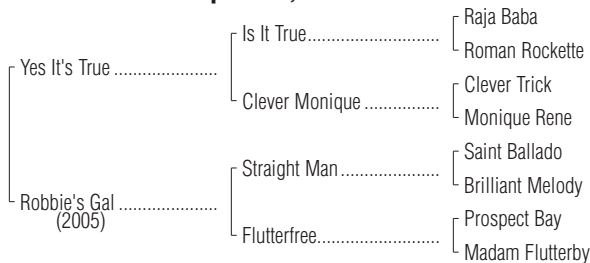 Raja Baba
Is It True
Roman Rockette
Yes It's True
Clever Trick
Clever Monique
Monique Rene
Saint Ballado
Straight Man
Brilliant Melody
Robbie's Gal
(2005)
Prospect Bay
Flutterfree
Madam Flutterby